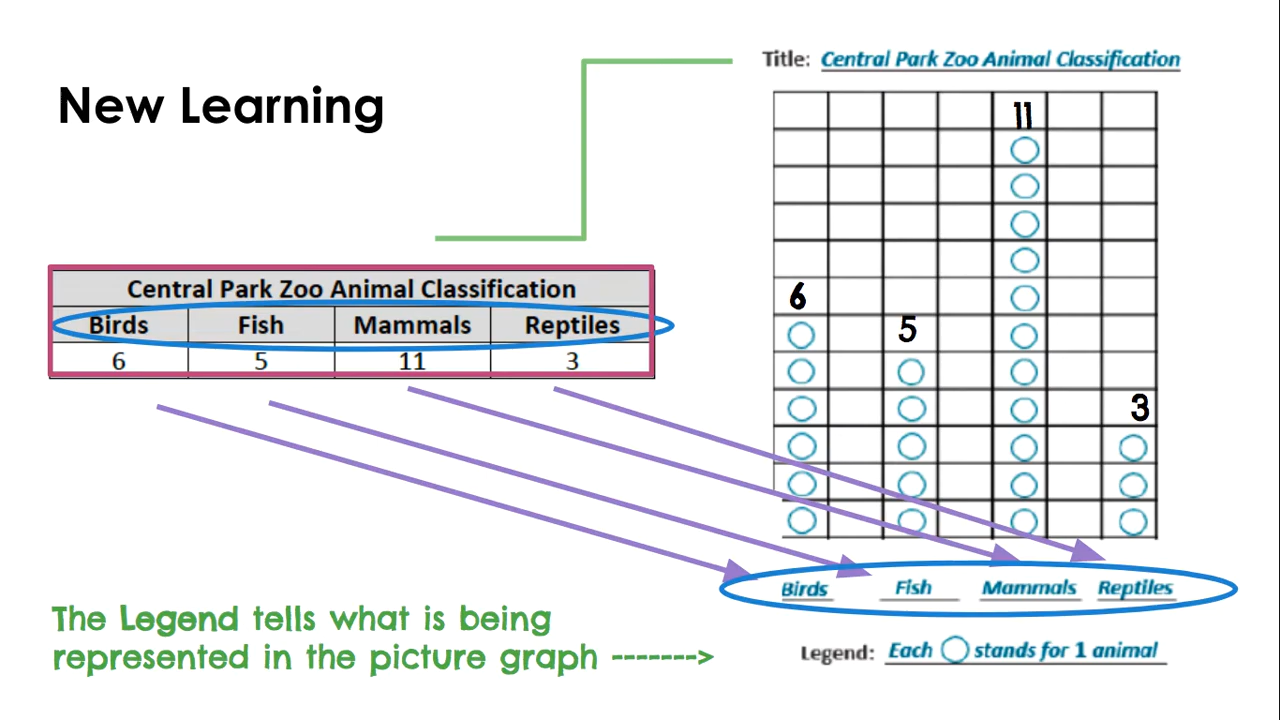 New Learning
Title: Central Park Zoo Animal Classification
Central Park Zoo Animal Classification
Birds Fish Mammals Reptiles
6 5 11 3
11
6
5
3
Birds Fish Mammals Reptiles
The Legend tells what is being
represented in the picture graph ------->
Legend: Each ◯ stands for 1 animal